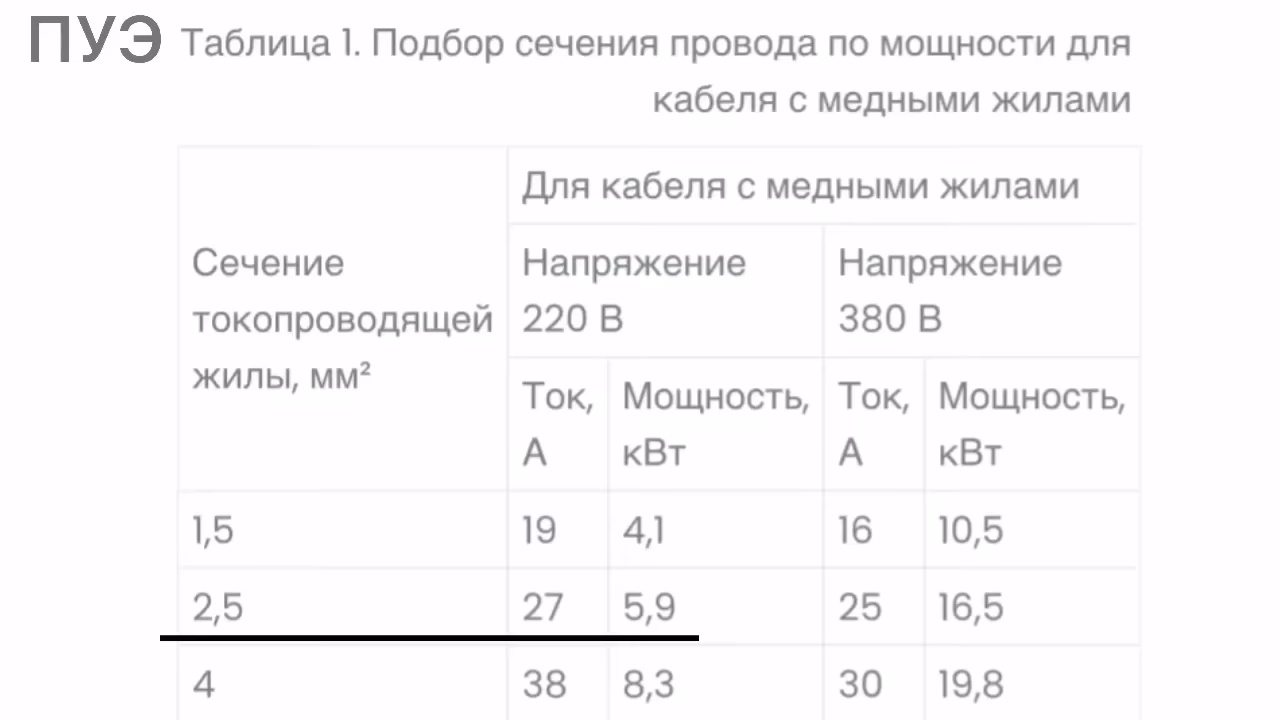 ПУЭ Таблица 1. Подбор сечения провода по мощности для
кабеля с медными жилами
Для кабеля с медными жилами
Сечение
токопроводящей
жилы, мм²
Напряжение
220 В
Напряжение
380 В
Ток,
А
Мощность,
кВт
Ток,
А
Мощность,
кВт
1,5 19 4,1 16 10,5
2,5 27 5,9 25 16,5
4 38 8,3 30 19,8